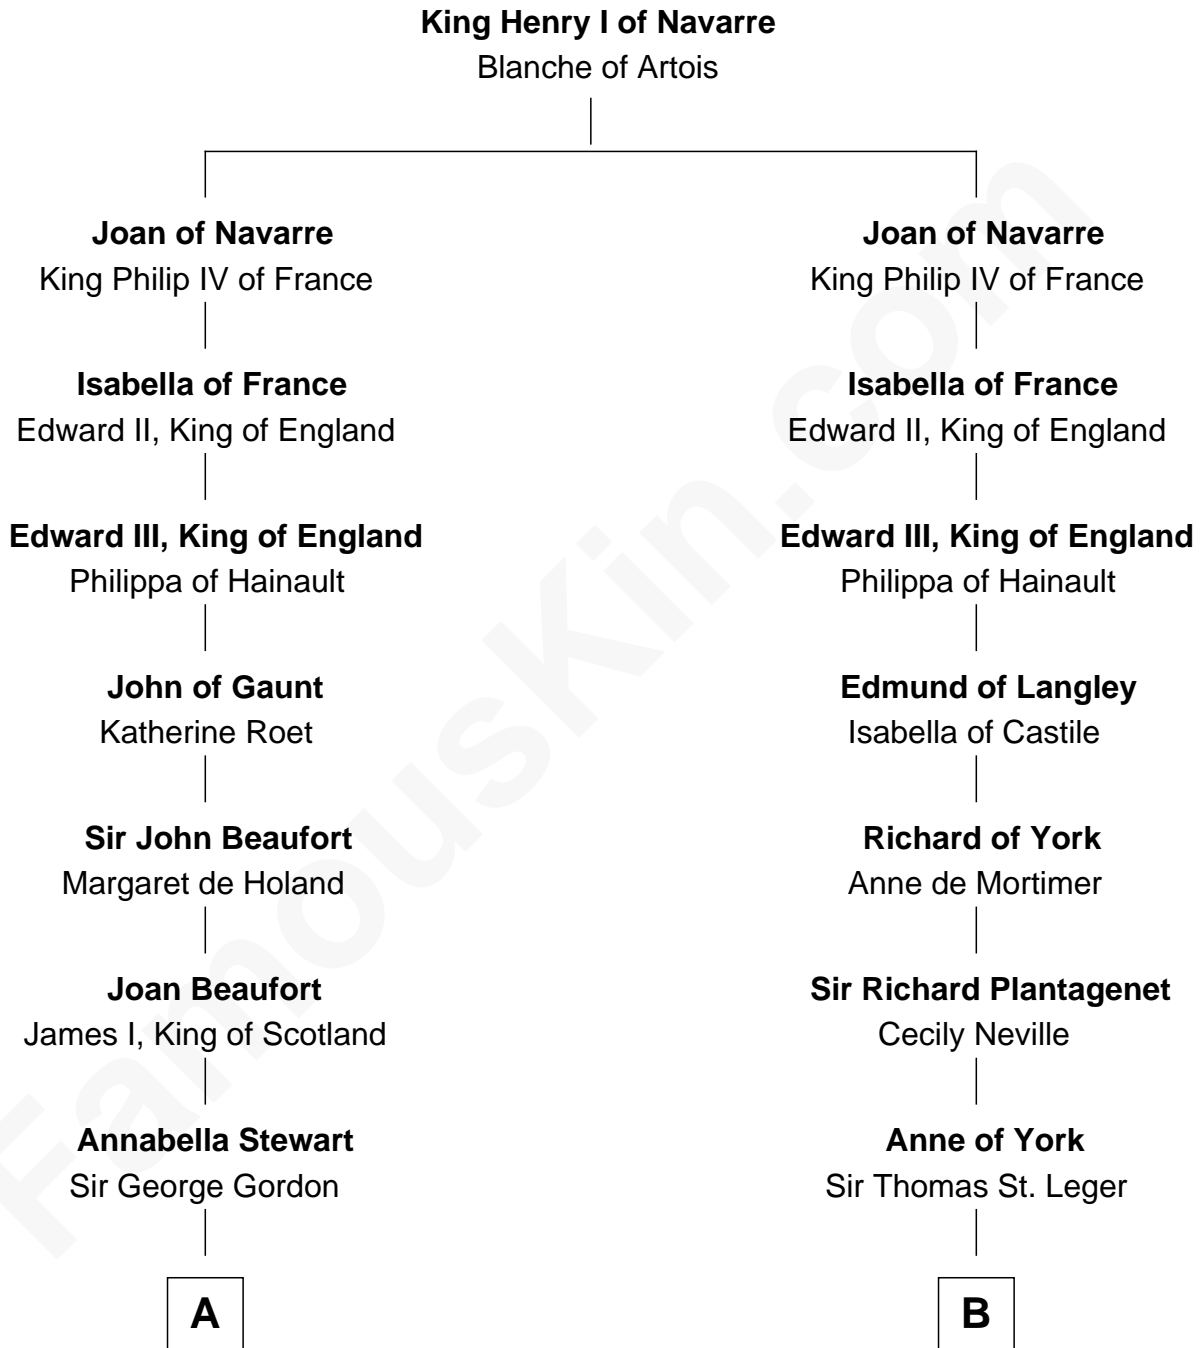 King Henry I of Navarre
Blanche of Artois
Joan of Navarre
King Philip IV of France
Isabella of France
Edward II, King of England
Edward III, King of England
Philippa of Hainault
John of Gaunt
Katherine Roet
Sir John Beaufort
Margaret de Holand
Joan Beaufort
James I, King of Scotland
Annabella Stewart
Sir George Gordon
A
Joan of Navarre
King Philip IV of France
Isabella of France
Edward II, King of England
Edward III, King of England
Philippa of Hainault
Edmund of Langley
Isabella of Castile
Richard of York
Anne de Mortimer
Sir Richard Plantagenet
Cecily Neville
Anne of York
Sir Thomas St. Leger
B
FamousKin.com